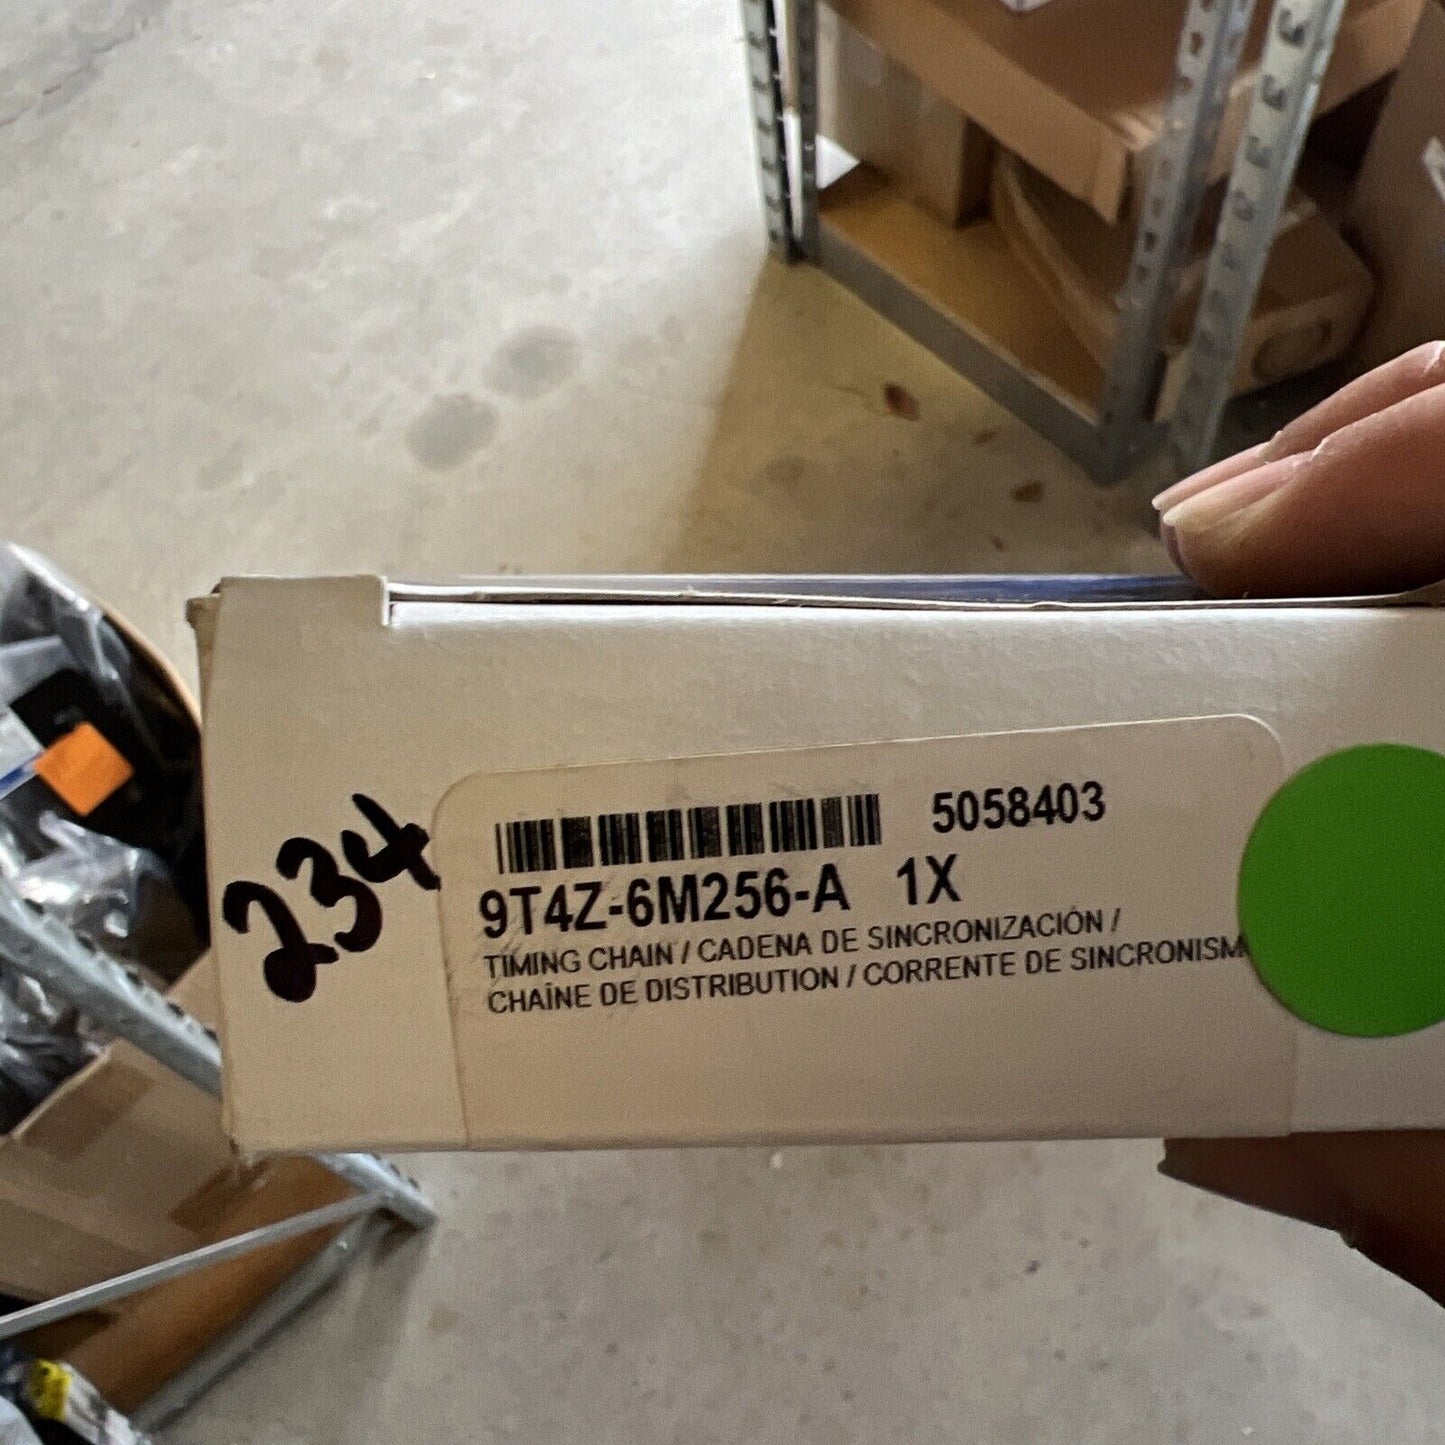 234
5058403
9T4Z-6M256-A 1X
TIMING CHAIN / CADENA DE SINCRONIZACIÓN /
CHAÎNE DE DISTRIBUTION / CORRENTE DE SINCRONISM